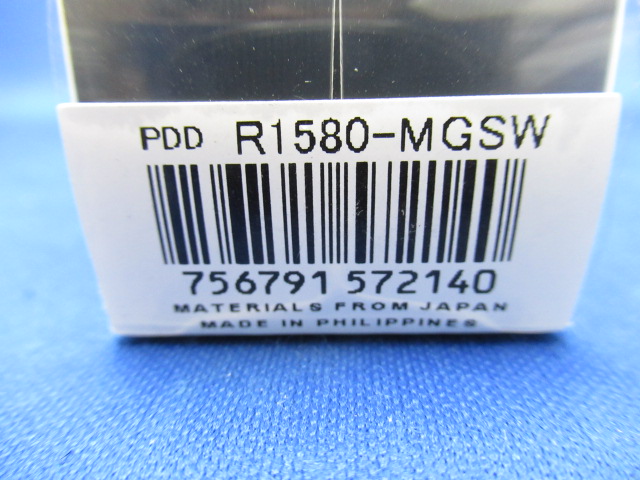 PDD R1580-MGSW
756791 572140
MATERIALS FROM JAPAN
MADE IN PHILIPPINES